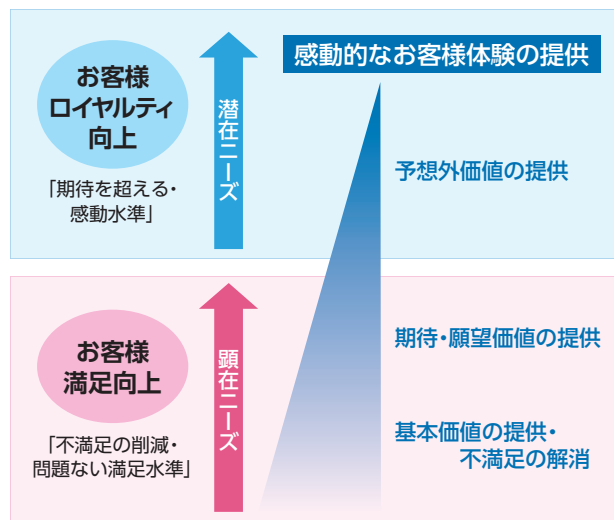 お客様
ロイヤルティ
向上
「期待を超える・
感動水準」
潜在ニーズ
感動的なお客様体験の提供
予想外価値の提供
お客様
満足向上
「不満足の削減・
問題ない満足水準」
顕在ニーズ
期待・願望価値の提供
基本価値の提供・
不満足の解消